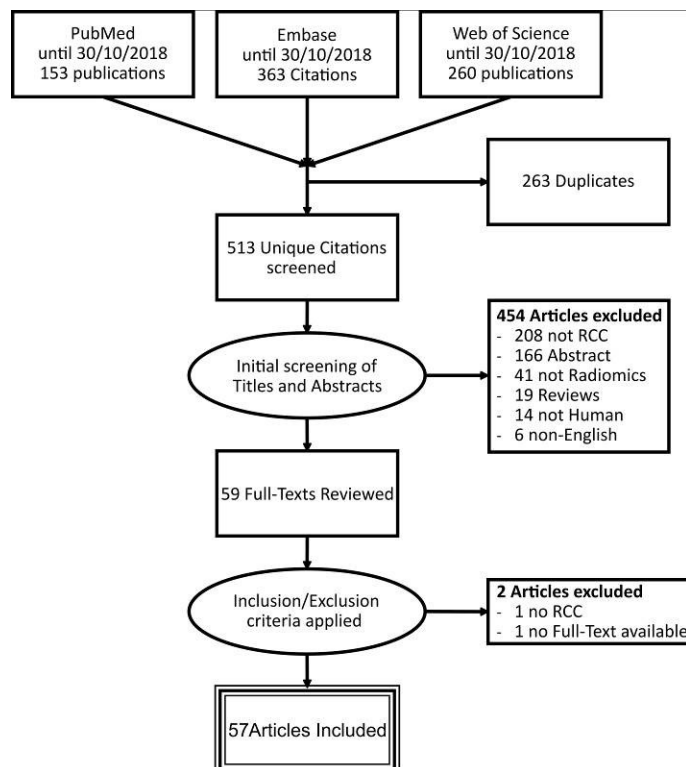 PubMed
until 30/10/2018
153 publications
Embase
until 30/10/2018
363 Citations
Web of Science
until 30/10/2018
260 publications
263 Duplicates
513 Unique Citations
screened
454 Articles excluded
- 208 not RCC
- 166 Abstract
- 41 not Radiomics
- 19 Reviews
- 14 not Human
- 6 non-English
Initial screening of
Titles and Abstracts
59 Full-Texts Reviewed
2 Articles excluded
- 1 no RCC
- 1 no Full-Text available
Inclusion/Exclusion
criteria applied
57Articles Included